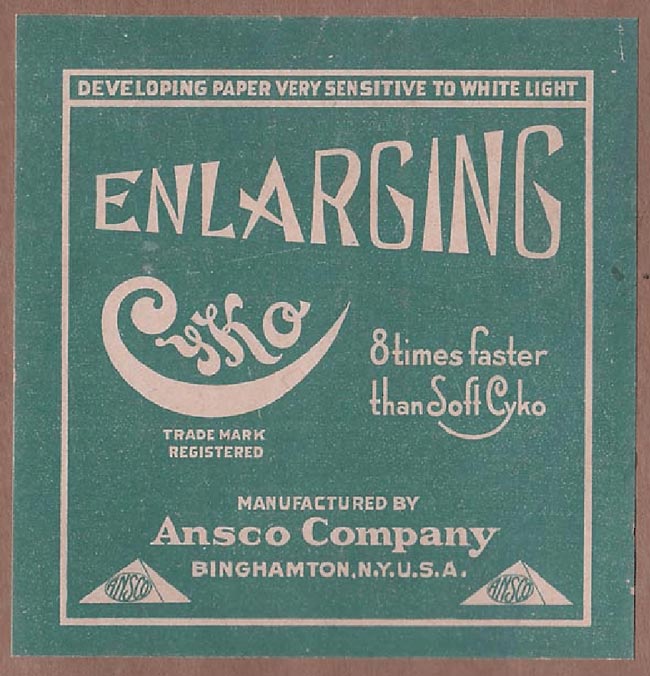 DEVELOPING PAPER VERY SENSITIVE TO WHITE LIGHT
ENLARGING
Cyko
TRADE MARK
REGISTERED
8 times faster
than Soft Cyko
MANUFACTURED BY
Ansco Company
BINGHAMTON, N.Y. U.S.A.
ANSCO
ANSCO